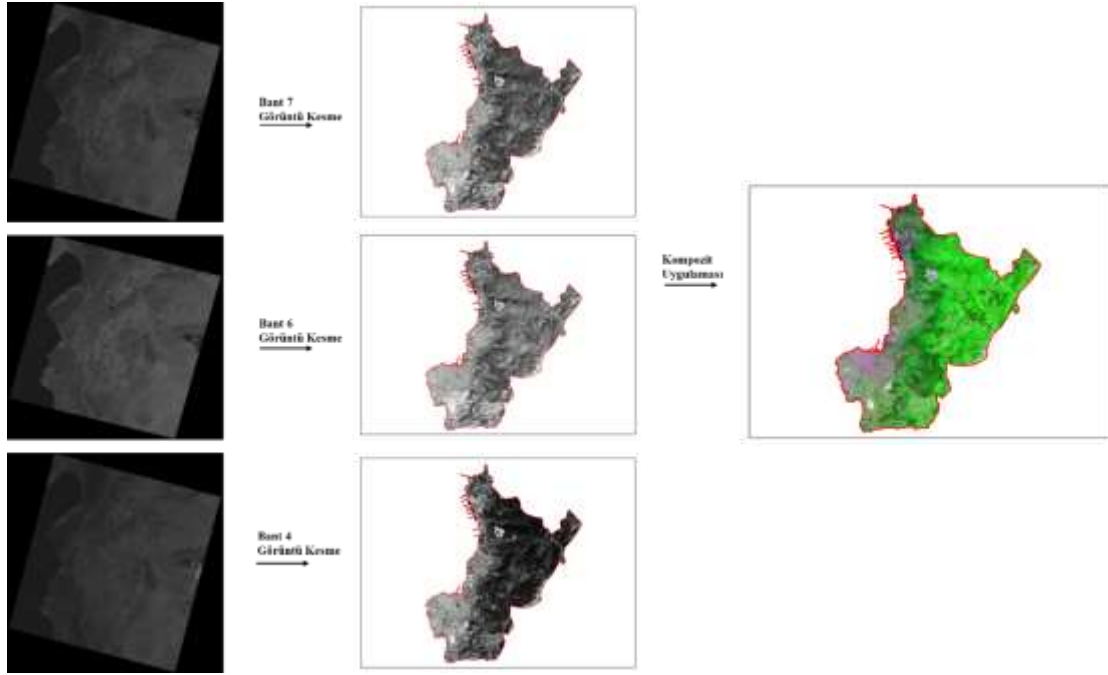 Bant 7
Görüntü Kesme
Bant 6
Görüntü Kesme
Bant 4
Görüntü Kesme
Kompozit
Uygulaması